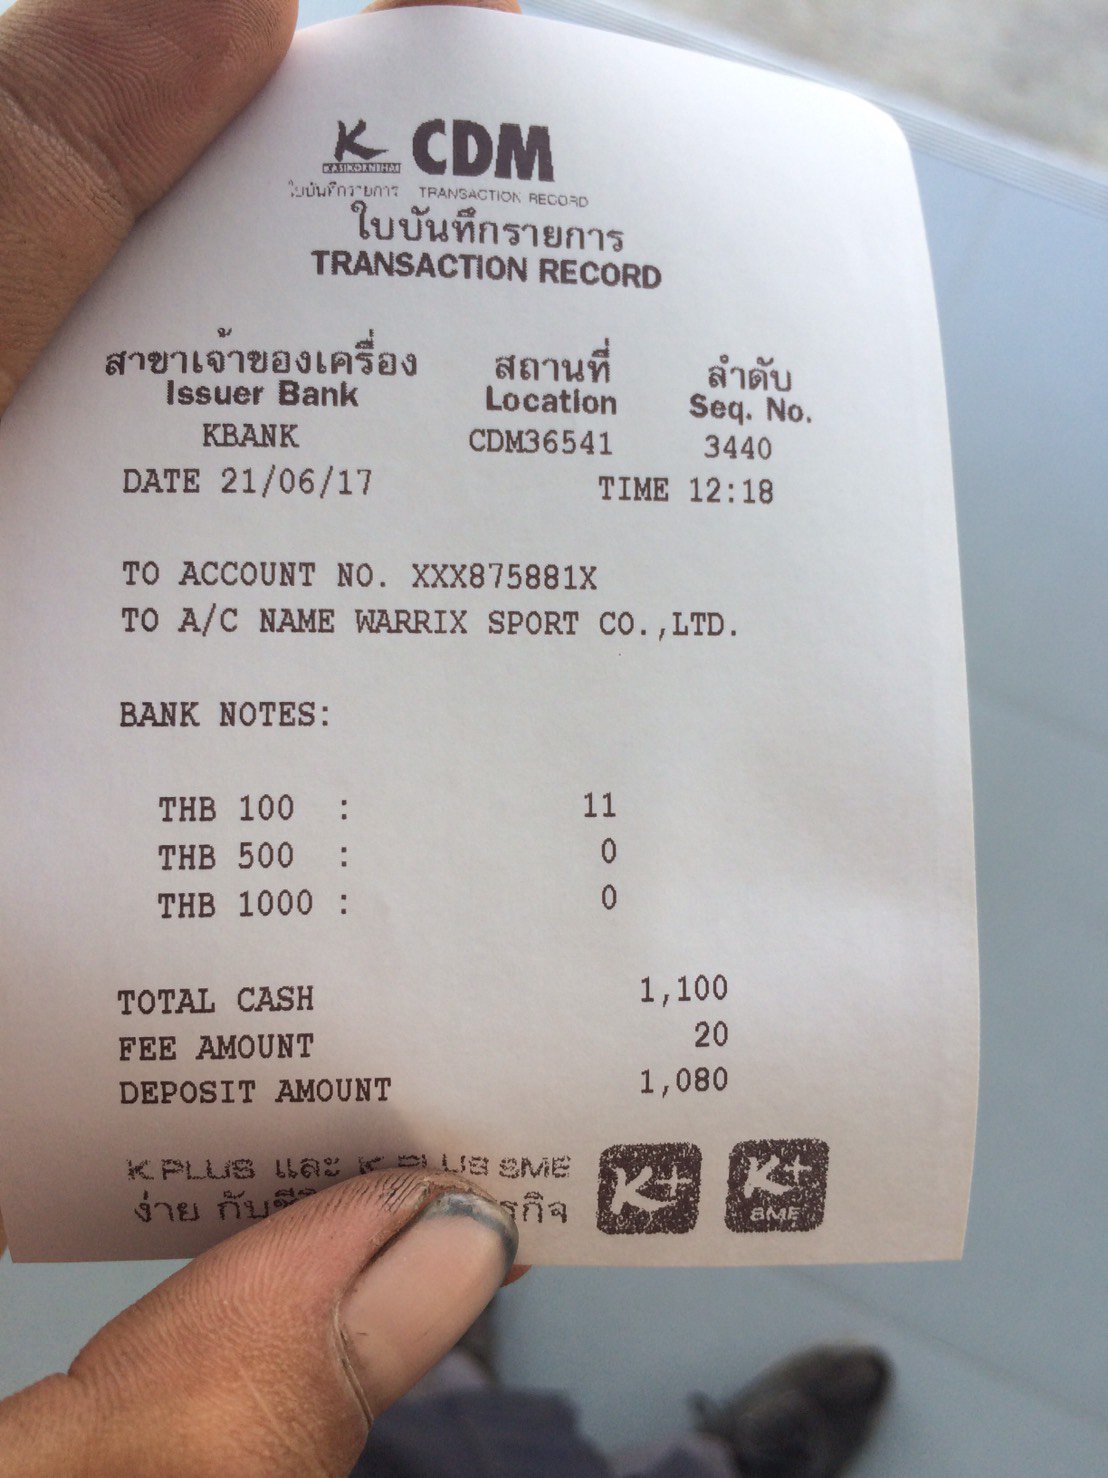 K CDM
KASIKORNTHAI
ใบบันทึกรายการ TRANSACTION RECORD
ใบบันทึกรายการ
TRANSACTION RECORD
สาขาเจ้าของเครื่อง สถานที่ ลำดับ
Issuer Bank Location Seq. No.
KBANK CDM36541 3440
DATE 21/06/17 TIME 12:18
TO ACCOUNT NO. XXX875881X
TO A/C NAME WARRIX SPORT CO.,LTD.
BANK NOTES:
THB 100 : 11
THB 500 : 0
THB 1000 : 0
TOTAL CASH 1,100
FEE AMOUNT 20
DEPOSIT AMOUNT 1,080
K PLUS และ K PLUS SME K+ K+
ง่าย กับ SME